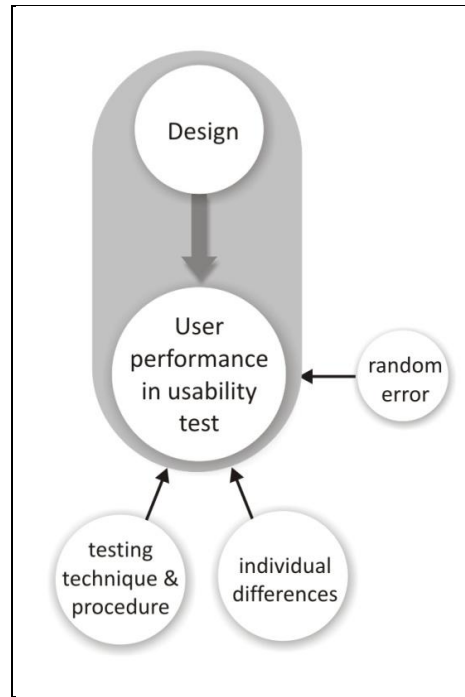 Design
User
performance
in usability
test
random
error
testing
technique &
procedure
individual
differences